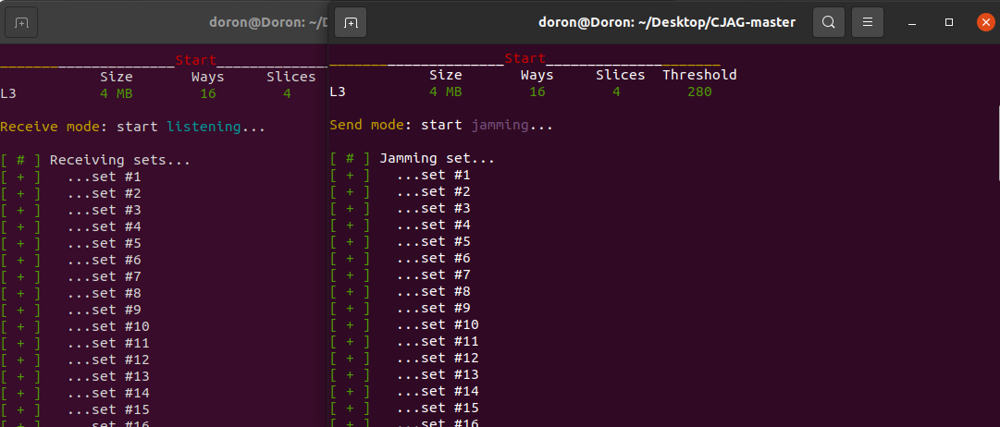 doron@Doron: ~/D
Start
Size Ways Slices
L3 4 MB 16 4
Receive mode: start listening...
[ # ] Receiving sets...
[ + ] ...set #1
[ + ] ...set #2
[ + ] ...set #3
[ + ] ...set #4
[ + ] ...set #5
[ + ] ...set #6
[ + ] ...set #7
[ + ] ...set #8
[ + ] ...set #9
[ + ] ...set #10
[ + ] ...set #11
[ + ] ...set #12
[ + ] ...set #13
[ + ] ...set #14
[ + ] ...set #15
[ + ] ...set #16
doron@Doron: ~/Desktop/CJAG-master
Start
Size Ways Slices Threshold
L3 4 MB 16 4 280
Send mode: start jamming...
[ # ] Jamming set...
[ + ] ...set #1
[ + ] ...set #2
[ + ] ...set #3
[ + ] ...set #4
[ + ] ...set #5
[ + ] ...set #6
[ + ] ...set #7
[ + ] ...set #8
[ + ] ...set #9
[ + ] ...set #10
[ + ] ...set #11
[ + ] ...set #12
[ + ] ...set #13
[ + ] ...set #14
[ + ] ...set #15
[ + ] ...set #16